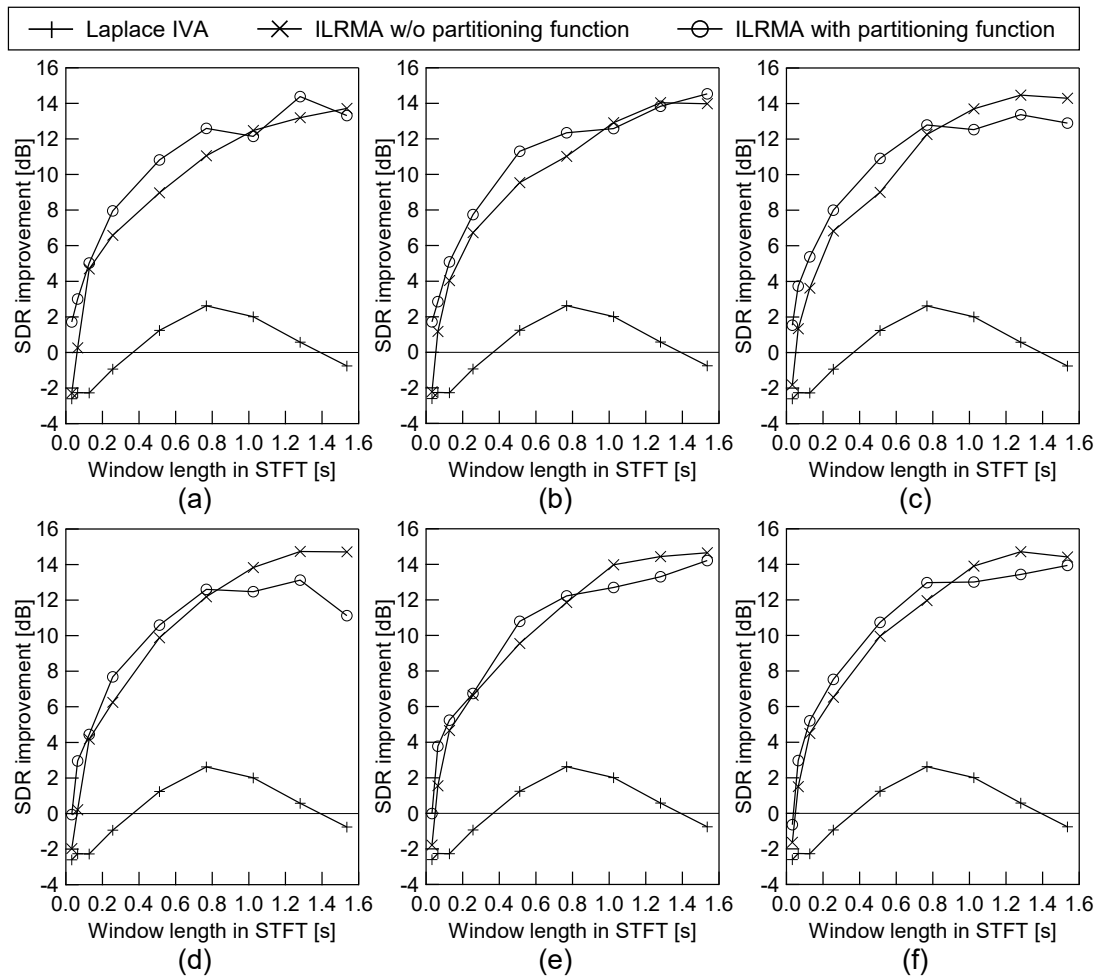 Laplace IVA ILRMA w/o partitioning function ILRMA with partitioning function
16
14
12
10
8
6
4
2
0
-2
-4
SDR improvement [dB]
0.0 0.2 0.4 0.6 0.8 1.0 1.2 1.4 1.6
Window length in STFT [s]
(a)
16
14
12
10
8
6
4
2
0
-2
-4
SDR improvement [dB]
0.0 0.2 0.4 0.6 0.8 1.0 1.2 1.4 1.6
Window length in STFT [s]
(b)
16
14
12
10
8
6
4
2
0
-2
-4
SDR improvement [dB]
0.0 0.2 0.4 0.6 0.8 1.0 1.2 1.4 1.6
Window length in STFT [s]
(c)
16
14
12
10
8
6
4
2
0
-2
-4
SDR improvement [dB]
0.0 0.2 0.4 0.6 0.8 1.0 1.2 1.4 1.6
Window length in STFT [s]
(d)
16
14
12
10
8
6
4
2
0
-2
-4
SDR improvement [dB]
0.0 0.2 0.4 0.6 0.8 1.0 1.2 1.4 1.6
Window length in STFT [s]
(e)
16
14
12
10
8
6
4
2
0
-2
-4
SDR improvement [dB]
0.0 0.2 0.4 0.6 0.8 1.0 1.2 1.4 1.6
Window length in STFT [s]
(f)